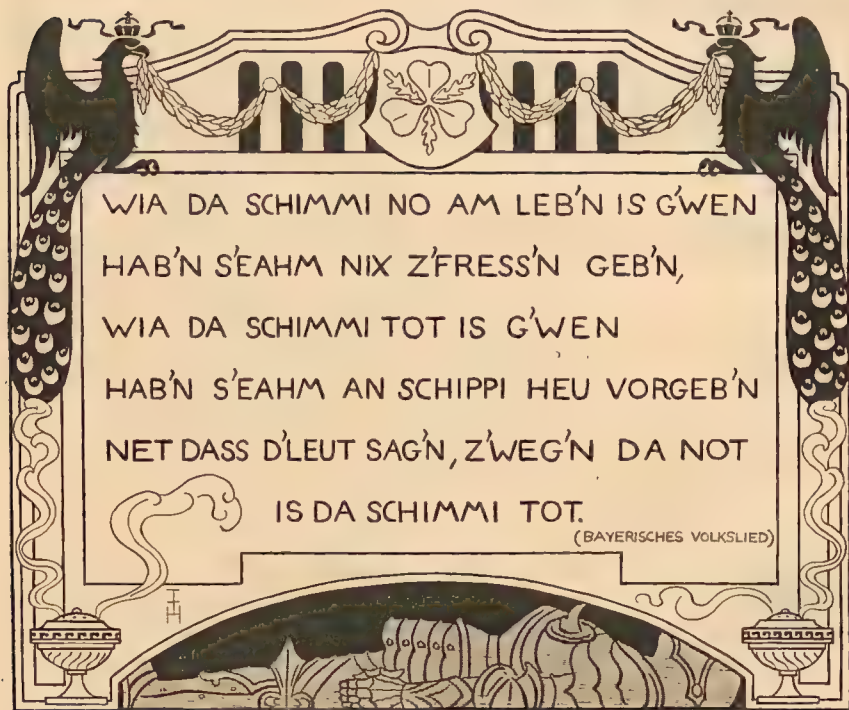 WIA DA SCHIMMI NO AM LEB'N IS G'WEN
HAB'N S'EAHM NIX Z'FRESS'N GEB'N,
WIA DA SCHIMMI TOT IS G'WEN
HAB'N S'EAHM AN SCHIPPI HEU VORGEB'N
NET DASS D'LEUT SAG'N, Z'WEG'N DA NOT
IS DA SCHIMMI TOT.
(BAYERISCHES VOLKSLIED)